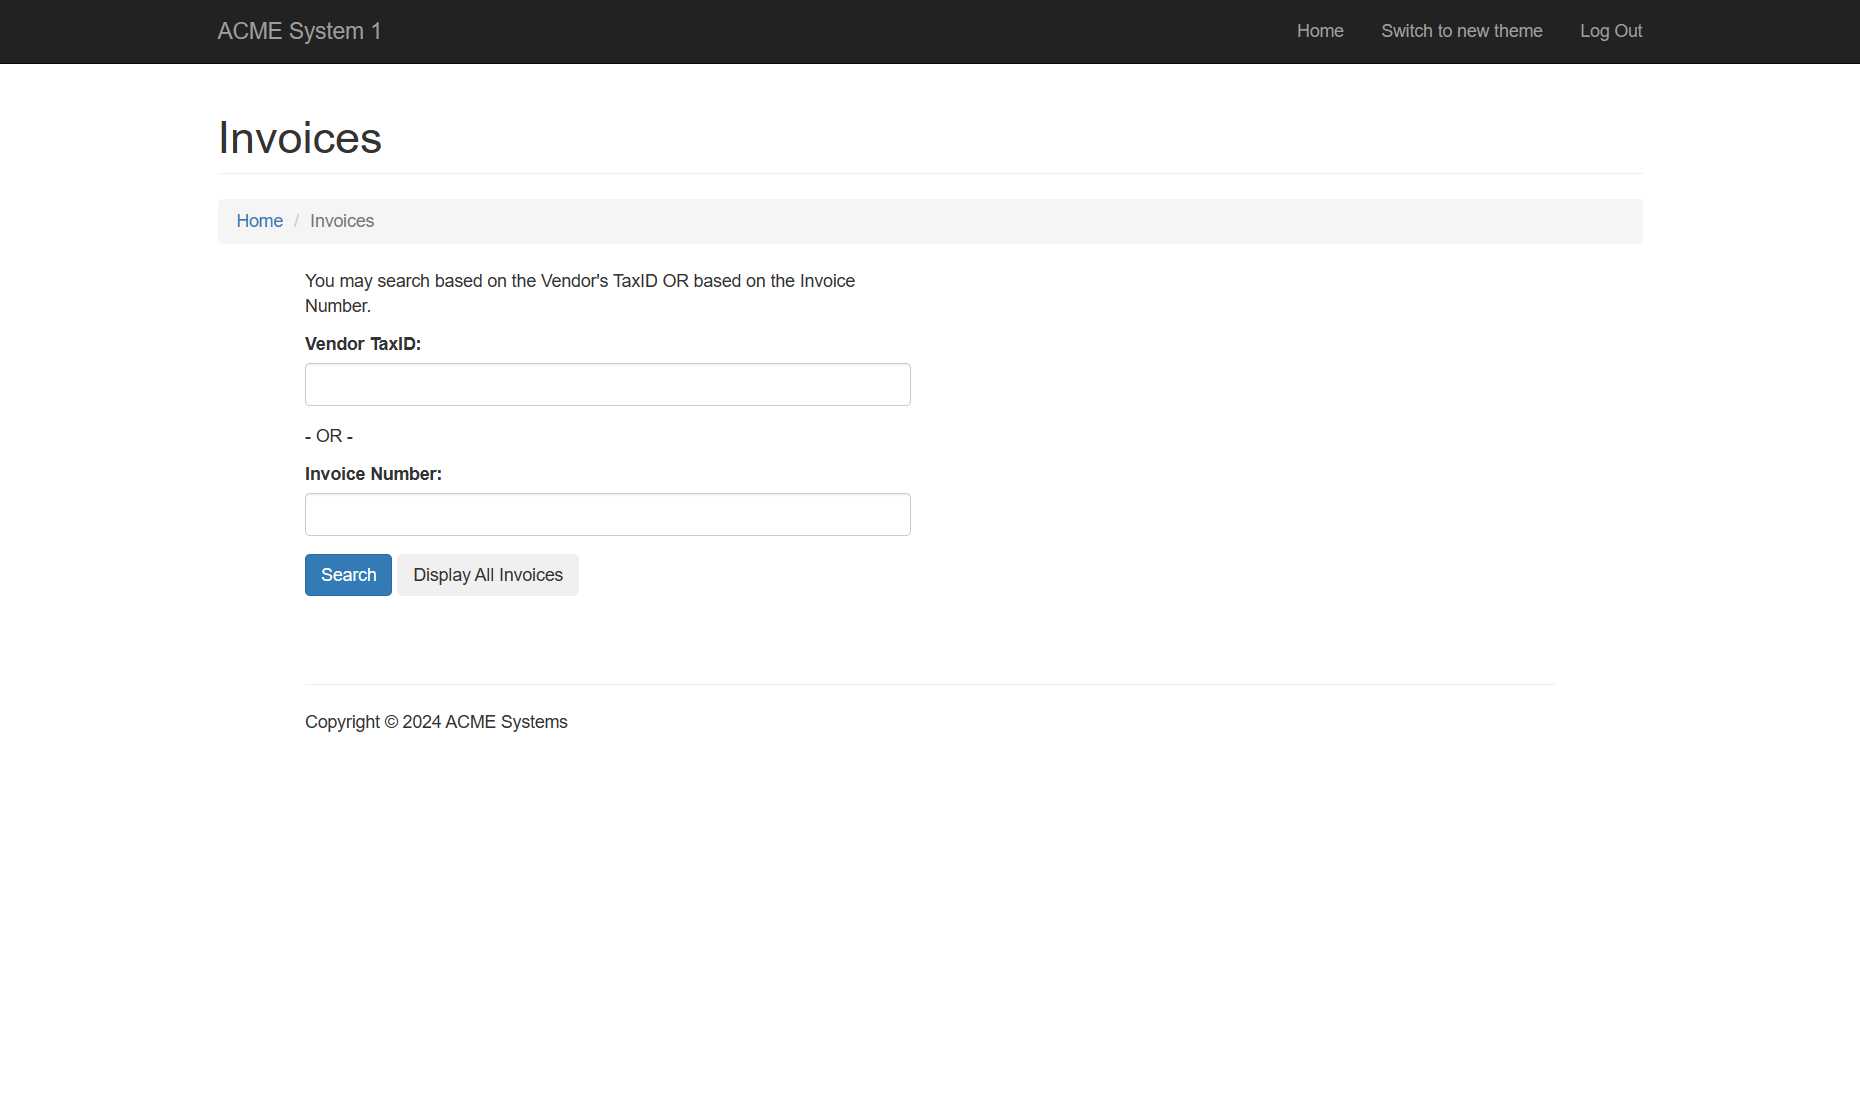 ACME System 1
Home
Switch to new theme
Log Out
Invoices
Home / Invoices
You may search based on the Vendor's TaxID OR based on the Invoice
Number.
Vendor TaxID:
- OR -
Invoice Number:
Search
Display All Invoices
Copyright © 2024 ACME Systems